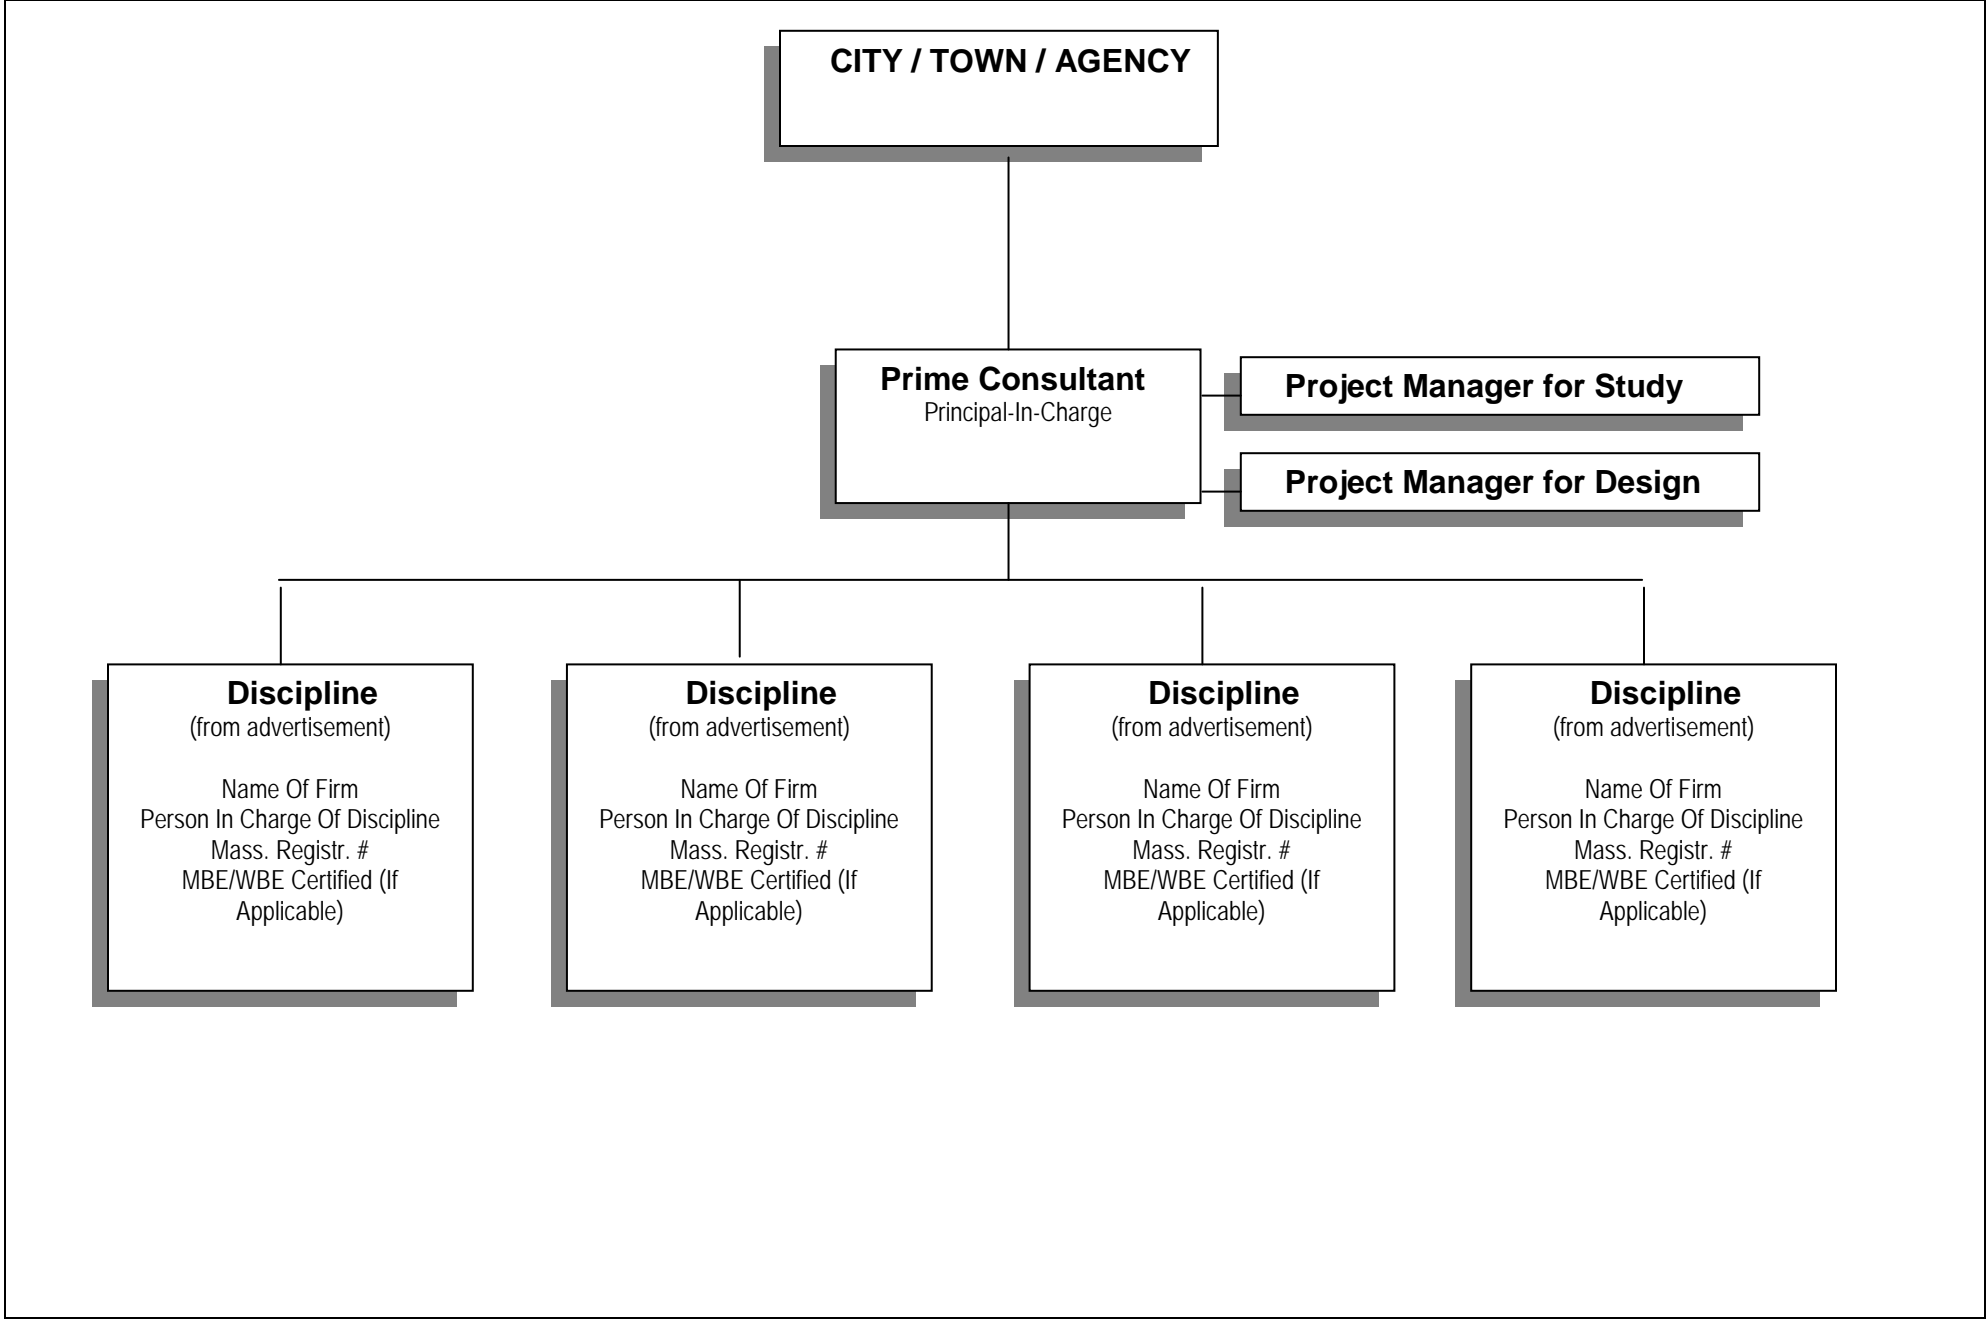 CITY / TOWN / AGENCY
Prime Consultant
Principal-In-Charge
Project Manager for Study
Project Manager for Design
Discipline
(from advertisement)
Name Of Firm
Person In Charge Of Discipline
Mass. Registr. #
MBE/WBE Certified (If
Applicable)
Discipline
(from advertisement)
Name Of Firm
Person In Charge Of Discipline
Mass. Registr. #
MBE/WBE Certified (If
Applicable)
Discipline
(from advertisement)
Name Of Firm
Person In Charge Of Discipline
Mass. Registr. #
MBE/WBE Certified (If
Applicable)
Discipline
(from advertisement)
Name Of Firm
Person In Charge Of Discipline
Mass. Registr. #
MBE/WBE Certified (If
Applicable)